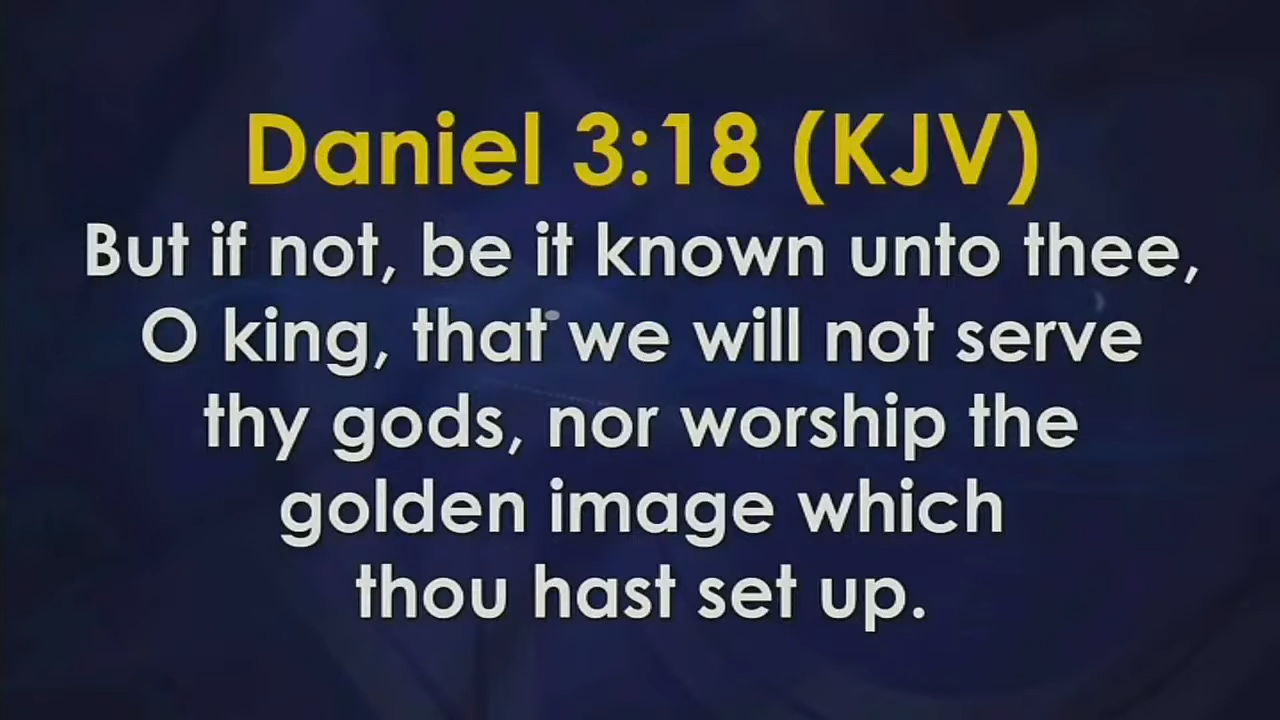 Daniel 3:18 (KJV)
But if not, be it known unto thee,
O king, that we will not serve
thy gods, nor worship the
golden image which
thou hast set up.